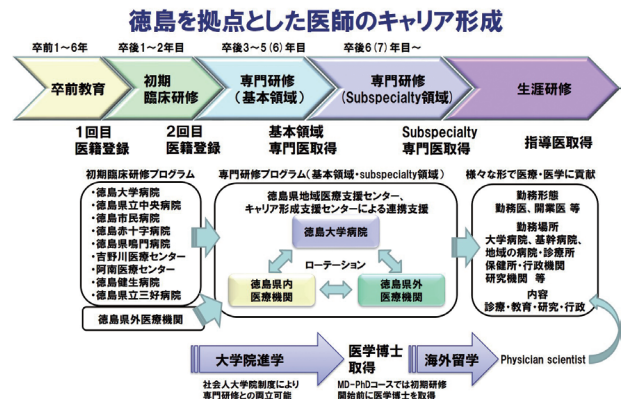 徳島を拠点とした医師のキャリア形成
卒前1～6年
卒後1～2年目
卒後3～5(6)年目
卒後6(7)年目～
卒前教育
初期
臨床研修
専門研修
(基本領域)
専門研修
(Subspecialty領域)
生涯研修
1回目
医籍登録
2回目
医籍登録
基本領域
専門医取得
Subspecialty
専門医取得
指導医取得
初期臨床研修プログラム
・徳島大学病院
・徳島県立中央病院
・徳島市民病院
・徳島赤十字病院
・徳島県鳴門病院
・吉野川医療センター
・阿南医療センター
・徳島健生病院
・徳島県立三好病院
徳島県外医療機関
専門研修プログラム(基本領域・subspecialty領域)
徳島県地域医療支援センター、
キャリア形成支援センターによる連携支援
徳島大学病院
ローテーション
徳島県内
医療機関
徳島県外
医療機関
様々な形で医療・医学に貢献
勤務形態
勤務医、開業医 等
勤務場所
大学病院、基幹病院、
地域の病院・診療所
保健所・行政機関
研究機関 等
内容
診療・教育・研究・行政
大学院進学
医学博士
取得
海外留学
Physician scientist
社会人大学院制度により
専門研修との両立可能
MD-PhDコースでは初期研修
開始前に医学博士を取得